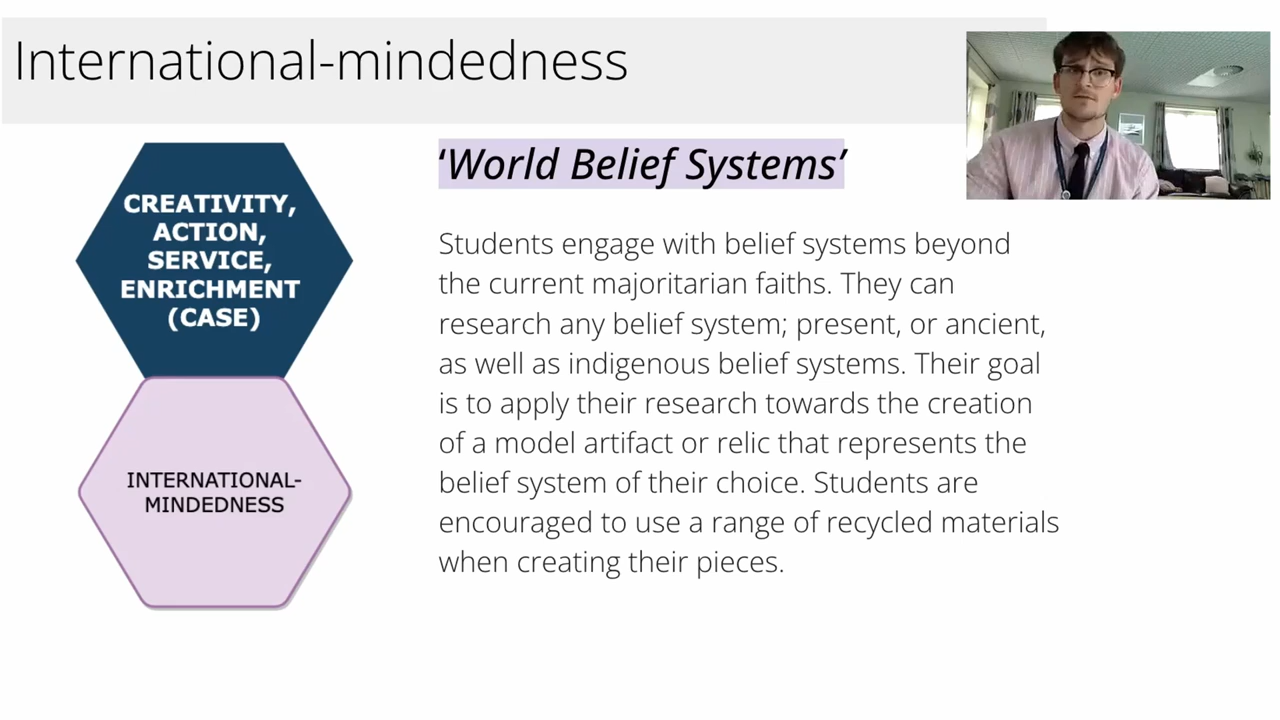 International-mindedness
CREATIVITY,
ACTION,
SERVICE,
ENRICHMENT
(CASE)
INTERNATIONAL-
MINDEDNESS
‘World Belief Systems’
Students engage with belief systems beyond
the current majoritarian faiths. They can
research any belief system; present, or ancient,
as well as indigenous belief systems. Their goal
is to apply their research towards the creation
of a model artifact or relic that represents the
belief system of their choice. Students are
encouraged to use a range of recycled materials
when creating their pieces.